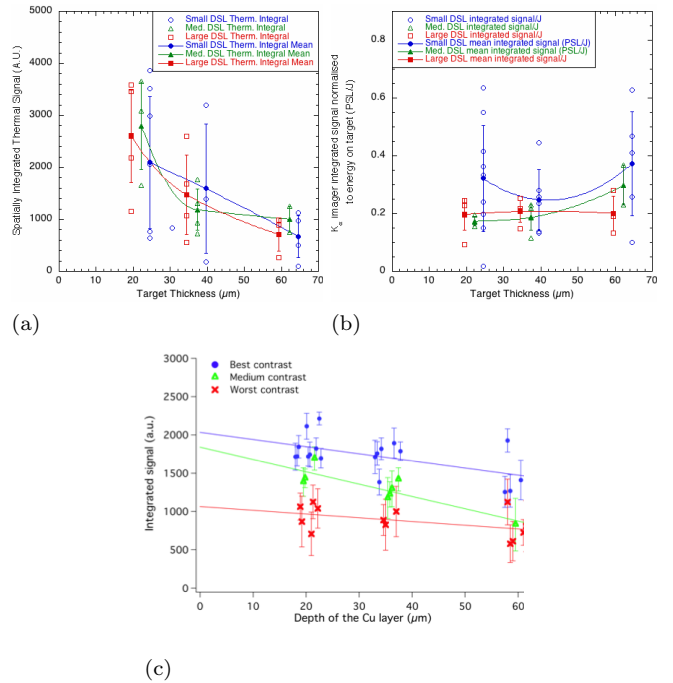 Small DSL Therm. Integral
Med. DSL Therm. Integral
Large DSL Therm. Integral
Small DSL Therm. Integral Mean
Med. DSL Therm. Integral Mean
Large DSL Therm. Integral Mean
Spatially Integrated Thermal Signal (A.U.)
5000
4000
3000
2000
1000
0
0 10 20 30 40 50 60 70
Target Thickness (µm)
(a)
Small DSL integrated signal/J
Med. DSL integrated signal/J
Large DSL integrated signal/J
Small DSL mean integrated signal (PSL/J)
Med. DSL mean integrated signal (PSL/J)
Large DSL mean integrated signal/J
Kα imager integrated signal normalised
to energy on target (PSL/J)
0.8
0.6
0.4
0.2
0
0 10 20 30 40 50 60 70
Target Thickness (µm)
(b)
Best contrast
Medium contrast
Worst contrast
Integrated signal (a.u.)
3000
2500
2000
1500
1000
500
0
0 10 20 30 40 50 60
Depth of the Cu layer (µm)
(c)